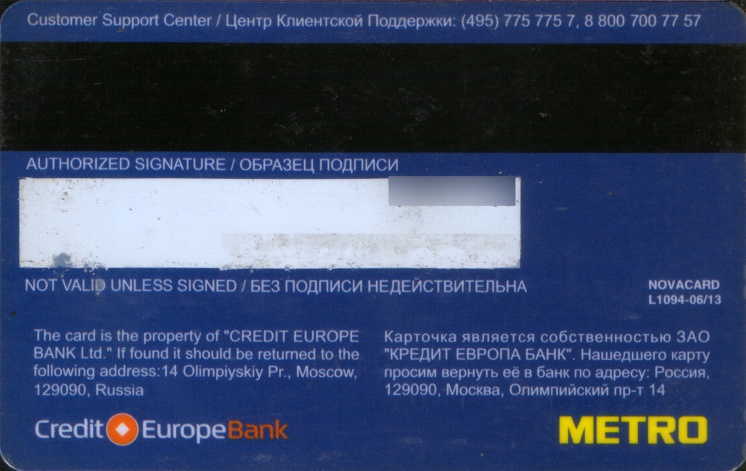 Customer Support Center / Центр Клиентской Поддержки: (495) 775 775 7, 8 800 700 77 57
AUTHORIZED SIGNATURE / ОБРАЗЕЦ ПОДПИСИ
NOT VALID UNLESS SIGNED / БЕЗ ПОДПИСИ НЕДЕЙСТВИТЕЛЬНА
NOVACARD
L1094-06/13
The card is the property of "CREDIT EUROPE
BANK Ltd." If found it should be returned to the
following address:14 Olimpiyskiy Pr., Moscow,
129090, Russia
Карточка является собственностью ЗАО
"КРЕДИТ ЕВРОПА БАНК". Нашедшего карту
просим вернуть её в банк по адресу: Россия,
129090, Москва, Олимпийский пр-т 14
Credit EuropeBank
METRO